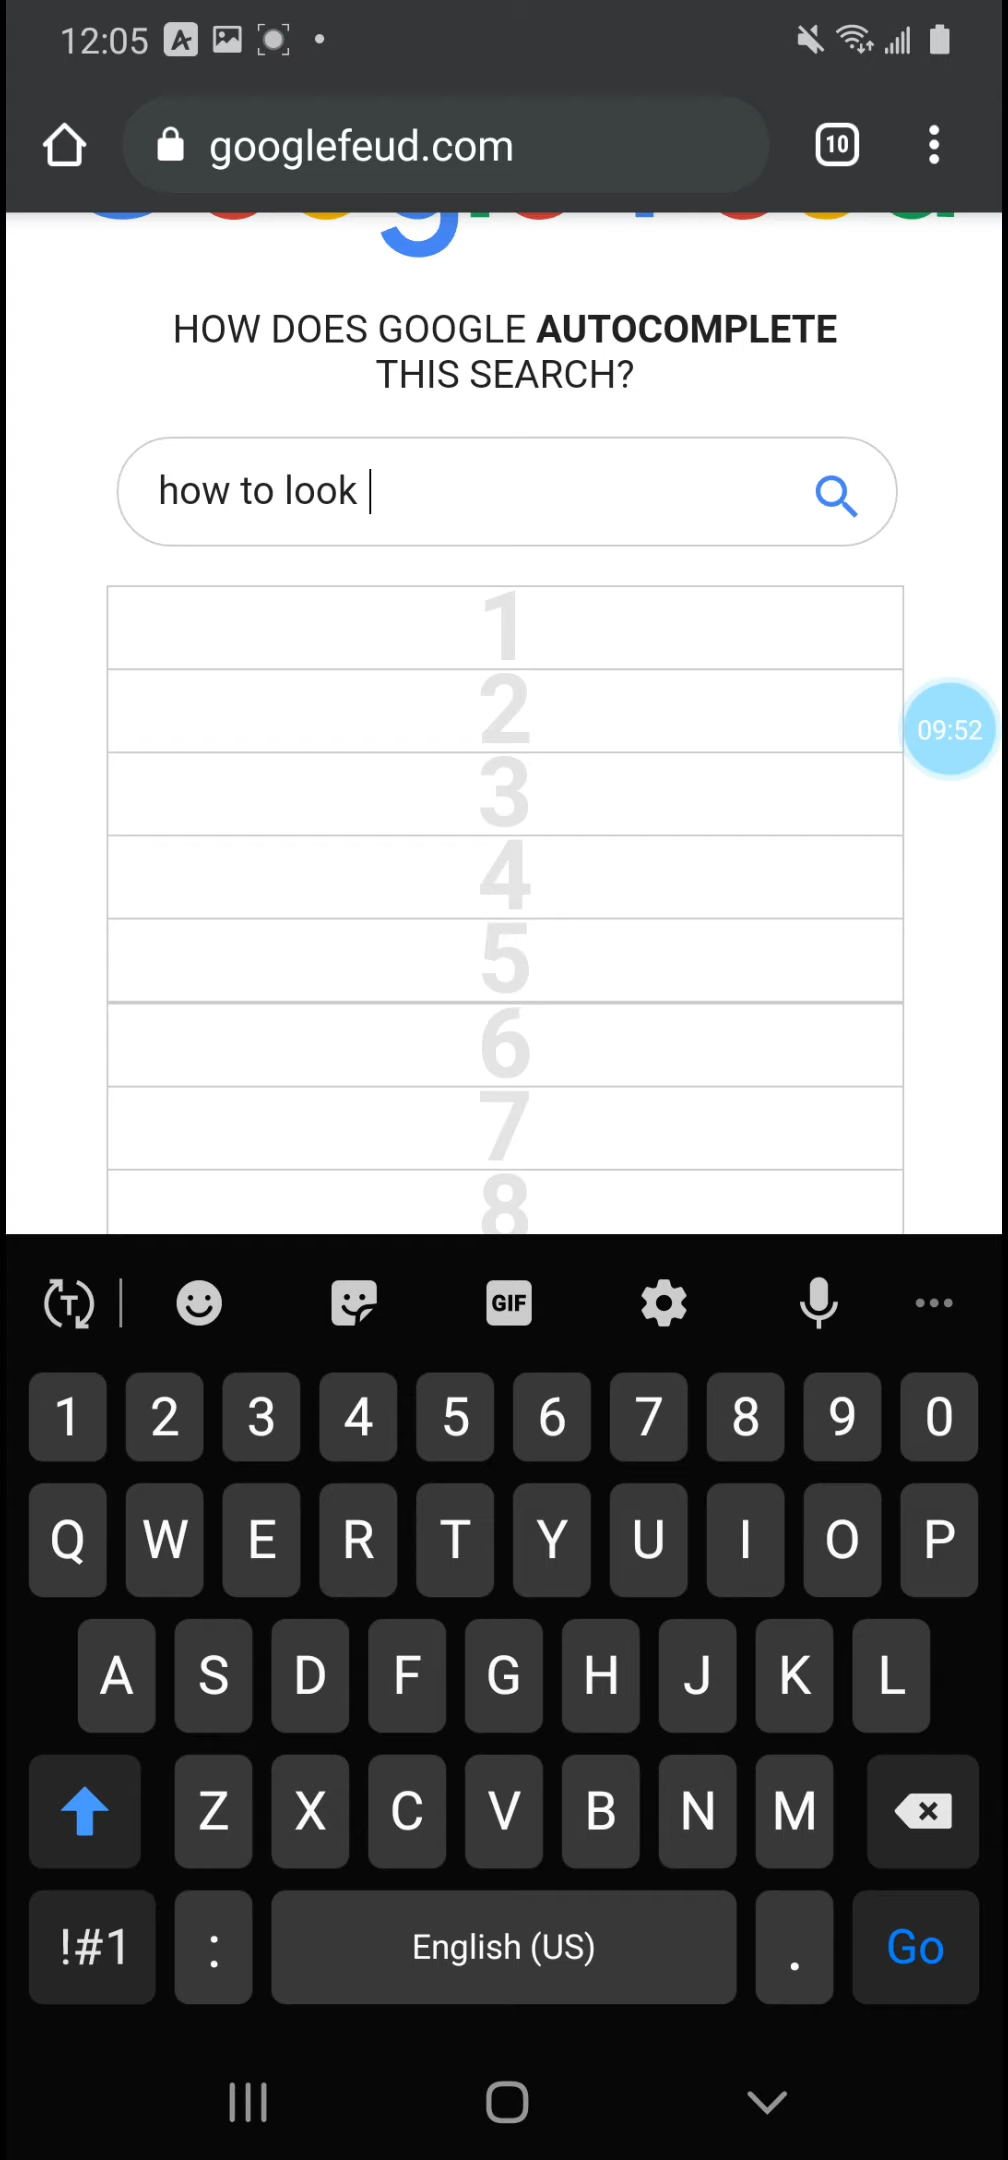 12:05
googlefeud.com
10
HOW DOES GOOGLE AUTOCOMPLETE
THIS SEARCH?
how to look
1
2
3
09:52
4
5
6
7
8
T
GIF
1 2 3 4 5 6 7 8 9 0
Q W E R T Y U I O P
A S D F G H J K L
Z X C V B N M
!#1 : English (US) . Go